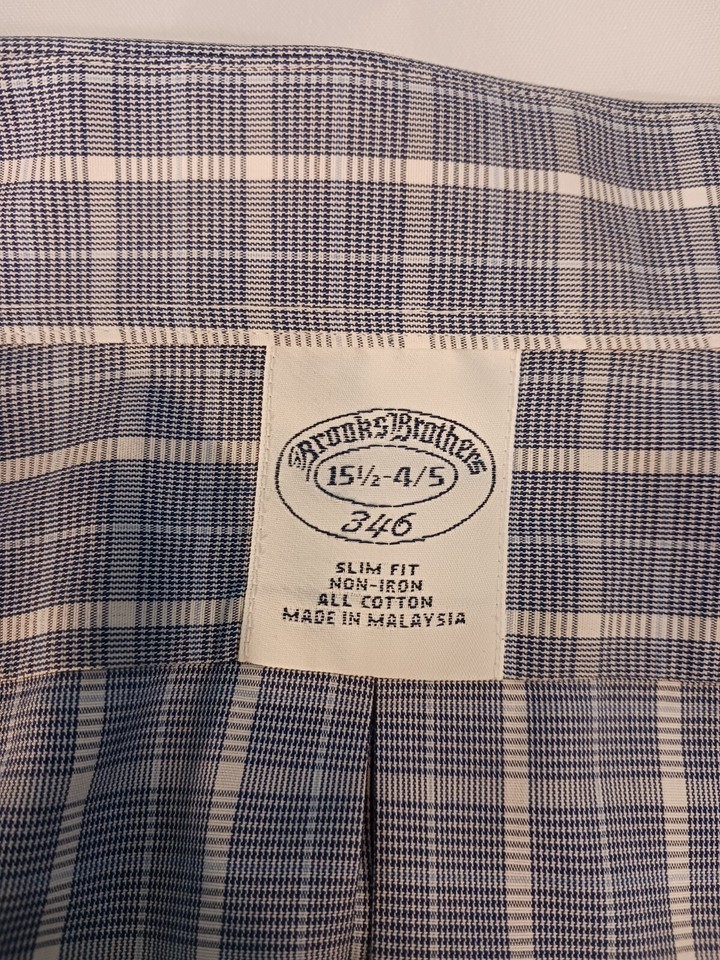 Brooks Brothers
15½-4/5
346
SLIM FIT
NON-IRON
ALL COTTON
MADE IN MALAYSIA